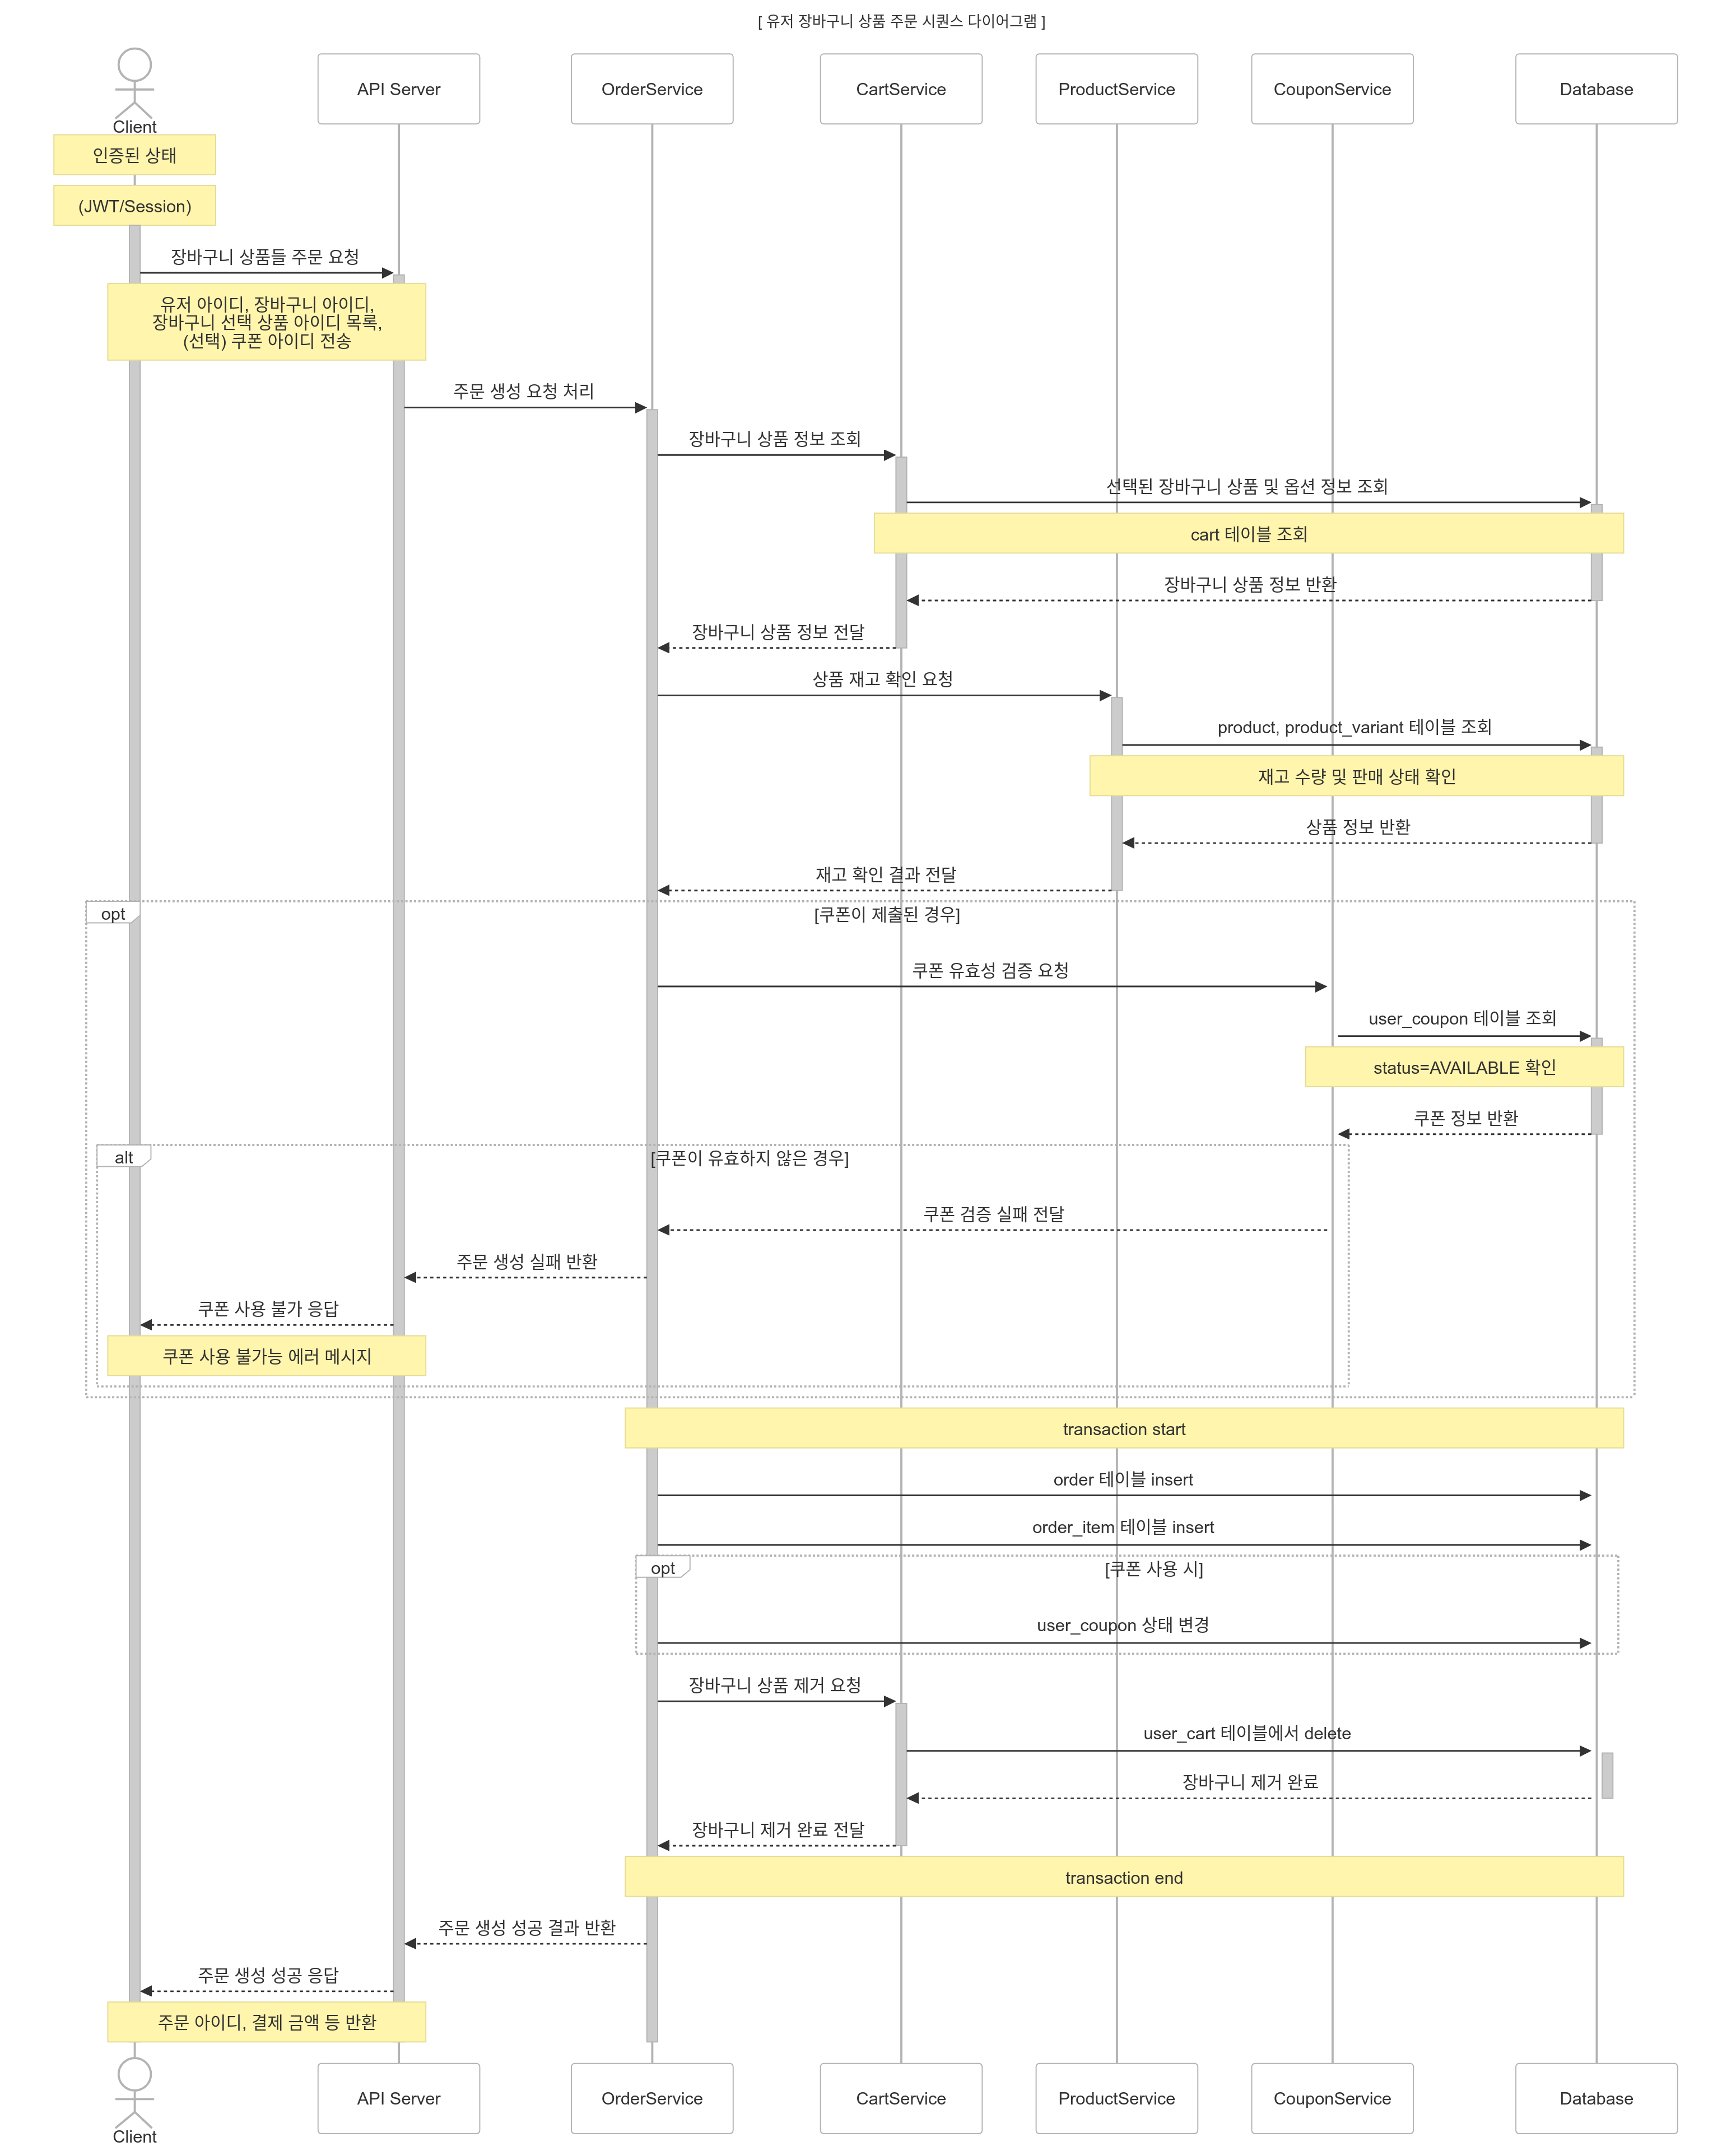 [ 유저 장바구니 상품 주문 시퀀스 다이어그램 ]
Client
API Server
OrderService
CartService
ProductService
CouponService
Database
인증된 상태
(JWT/Session)
장바구니 상품들 주문 요청
유저 아이디, 장바구니 아이디,
장바구니 선택 상품 아이디 목록,
(선택) 쿠폰 아이디 전송
주문 생성 요청 처리
장바구니 상품 정보 조회
선택된 장바구니 상품 및 옵션 정보 조회
cart 테이블 조회
장바구니 상품 정보 반환
장바구니 상품 정보 전달
상품 재고 확인 요청
product, product_variant 테이블 조회
재고 수량 및 판매 상태 확인
상품 정보 반환
재고 확인 결과 전달
opt
[쿠폰이 제출된 경우]
쿠폰 유효성 검증 요청
user_coupon 테이블 조회
status=AVAILABLE 확인
쿠폰 정보 반환
alt
[쿠폰이 유효하지 않은 경우]
쿠폰 검증 실패 전달
주문 생성 실패 반환
쿠폰 사용 불가 응답
쿠폰 사용 불가능 에러 메시지
transaction start
order 테이블 insert
order_item 테이블 insert
opt
[쿠폰 사용 시]
user_coupon 상태 변경
장바구니 상품 제거 요청
user_cart 테이블에서 delete
장바구니 제거 완료
장바구니 제거 완료 전달
transaction end
주문 생성 성공 결과 반환
주문 생성 성공 응답
주문 아이디, 결제 금액 등 반환
Client
API Server
OrderService
CartService
ProductService
CouponService
Database